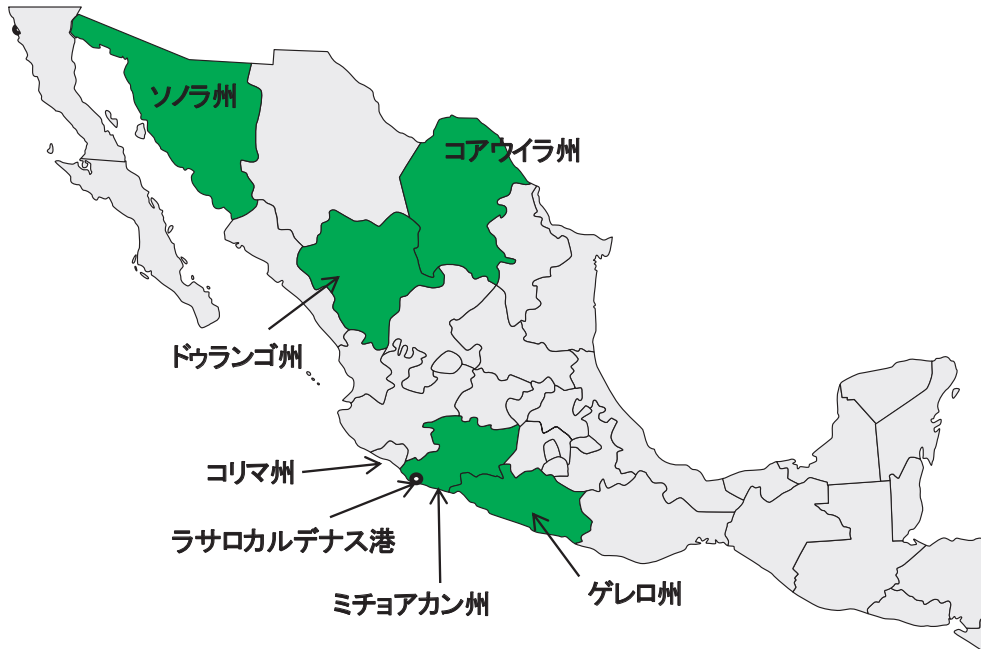 ソノラ州
コアウイラ州
ドゥランゴ州
コリマ州
ラサロカルデナス港
ミチョアカン州
ゲレロ州